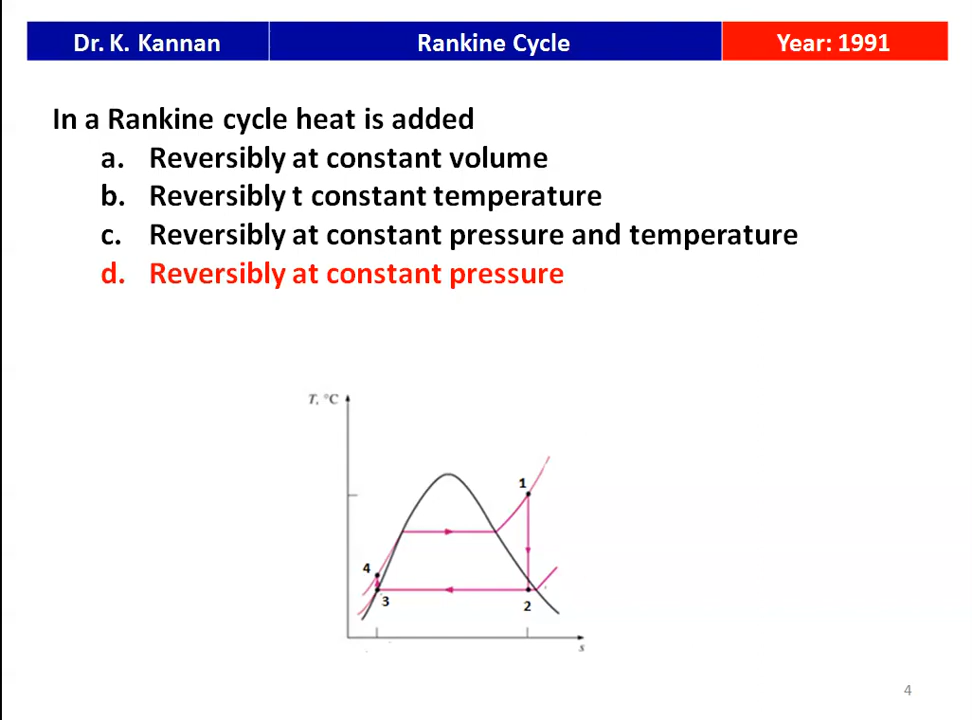 Dr. K. Kannan Rankine Cycle Year: 1991
In a Rankine cycle heat is added
a. Reversibly at constant volume
b. Reversibly t constant temperature
c. Reversibly at constant pressure and temperature
d. Reversibly at constant pressure
T, °C
1
4
3
2
s
4